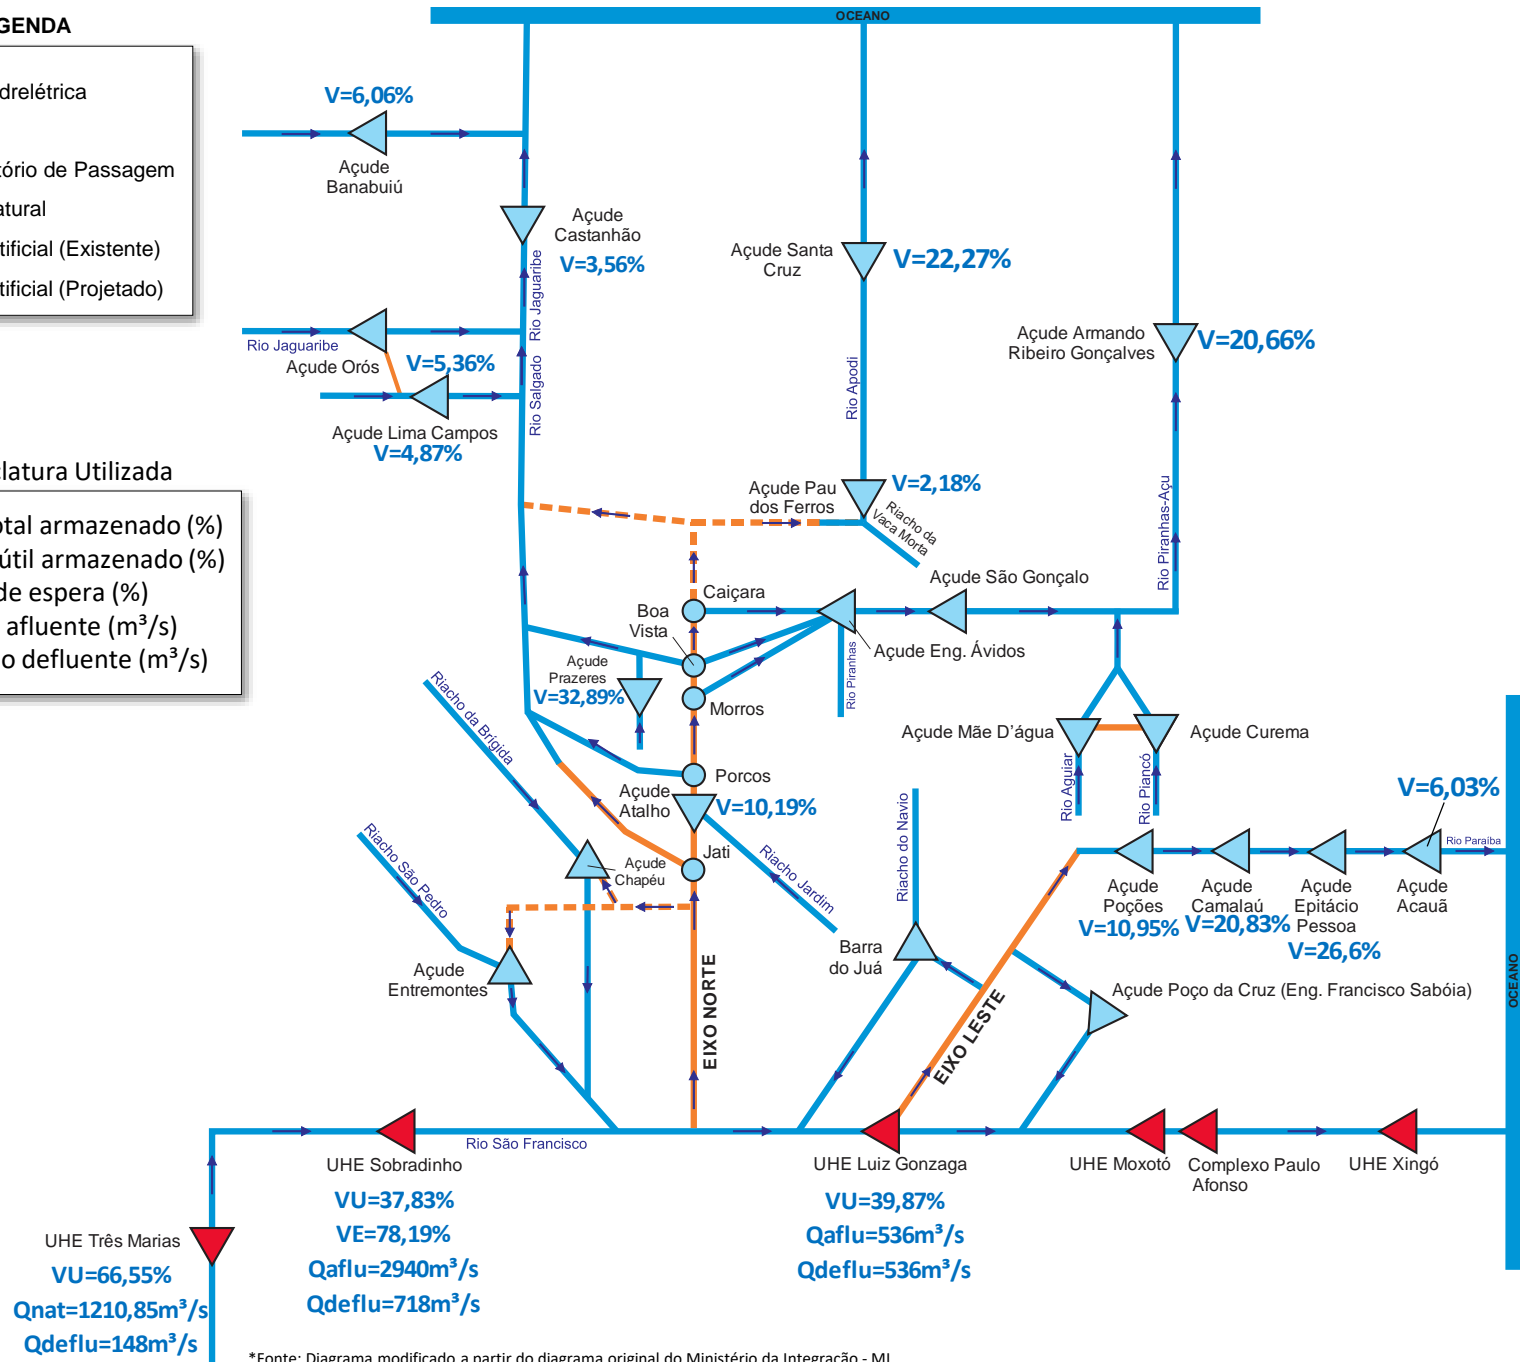 OCEANO
GENDA
drelétrica
tório de Passagem
atural
tificial (Existente)
tificial (Projetado)
V=6,06%
Açude
Banabuiú
Açude
Castanhão
V=3,56%
Rio Jaguaribe
Açude Santa
Cruz
V=22,27%
Açude Armando
Ribeiro Gonçalves
V=20,66%
Rio Jaguaribe
Açude Orós
V=5,36%
Rio Salgado
Rio Apodi
Açude Lima Campos
V=4,87%
clatura Utilizada
otal armazenado (%)
útil armazenado (%)
de espera (%)
afluente (m³/s)
o defluente (m³/s)
Açude Pau
dos Ferros
V=2,18%
Riacho da
Vaca Morta
Rio Piranhas-Açu
Açude São Gonçalo
Caiçara
Boa
Vista
Açude Eng. Ávidos
Rio Piranhas
Açude
Prazeres
V=32,89%
Morros
Riacho da Brígida
Açude Mãe D'água
Açude Curema
Rio Aguiar
Rio Piancó
Porcos
Açude
Atalho
V=10,19%
Jati
Riacho Jardim
Riacho do Navio
V=6,03%
Rio Paraíba
Riacho São Pedro
Açude
Chapéu
Açude
Poções
V=10,95%
Açude
Camalaú
V=20,83%
Açude
Epitácio
Pessoa
V=26,6%
Açude
Acauã
Açude
Entremontes
EIXO NORTE
Barra
do Juá
EIXO LESTE
Açude Poço da Cruz (Eng. Francisco Sabóia)
OCEANO
Rio São Francisco
UHE Sobradinho
VU=37,83%
VE=78,19%
Qaflu=2940m³/s
Qdeflu=718m³/s
UHE Luiz Gonzaga
VU=39,87%
Qaflu=536m³/s
Qdeflu=536m³/s
UHE Moxotó
Complexo Paulo
Afonso
UHE Xingó
UHE Três Marias
VU=66,55%
Qnat=1210,85m³/s
Qdeflu=148m³/s
*Fonte: Diagrama modificado a partir do diagrama original do Ministério da Integração - MI